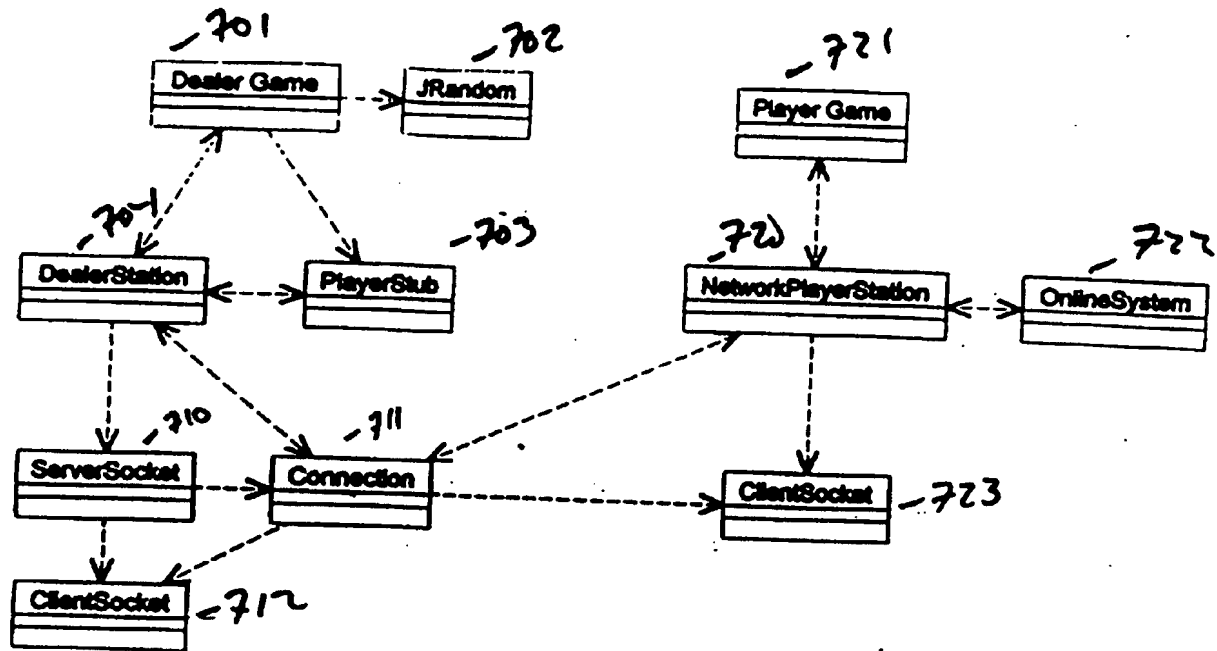 701
702
721
Dealer Game
JRandom
Player Game
704
703
720
722
DealerStation
PlayerStub
NetworkPlayerStation
OnlineSystem
710
711
ServerSocket
Connection
ClientSocket
723
ClientSocket
712